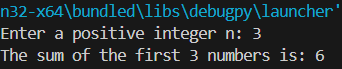 n32-x64\bundled\libs\debugpy\launcher'
Enter a positive integer n: 3
The sum of the first 3 numbers is: 6